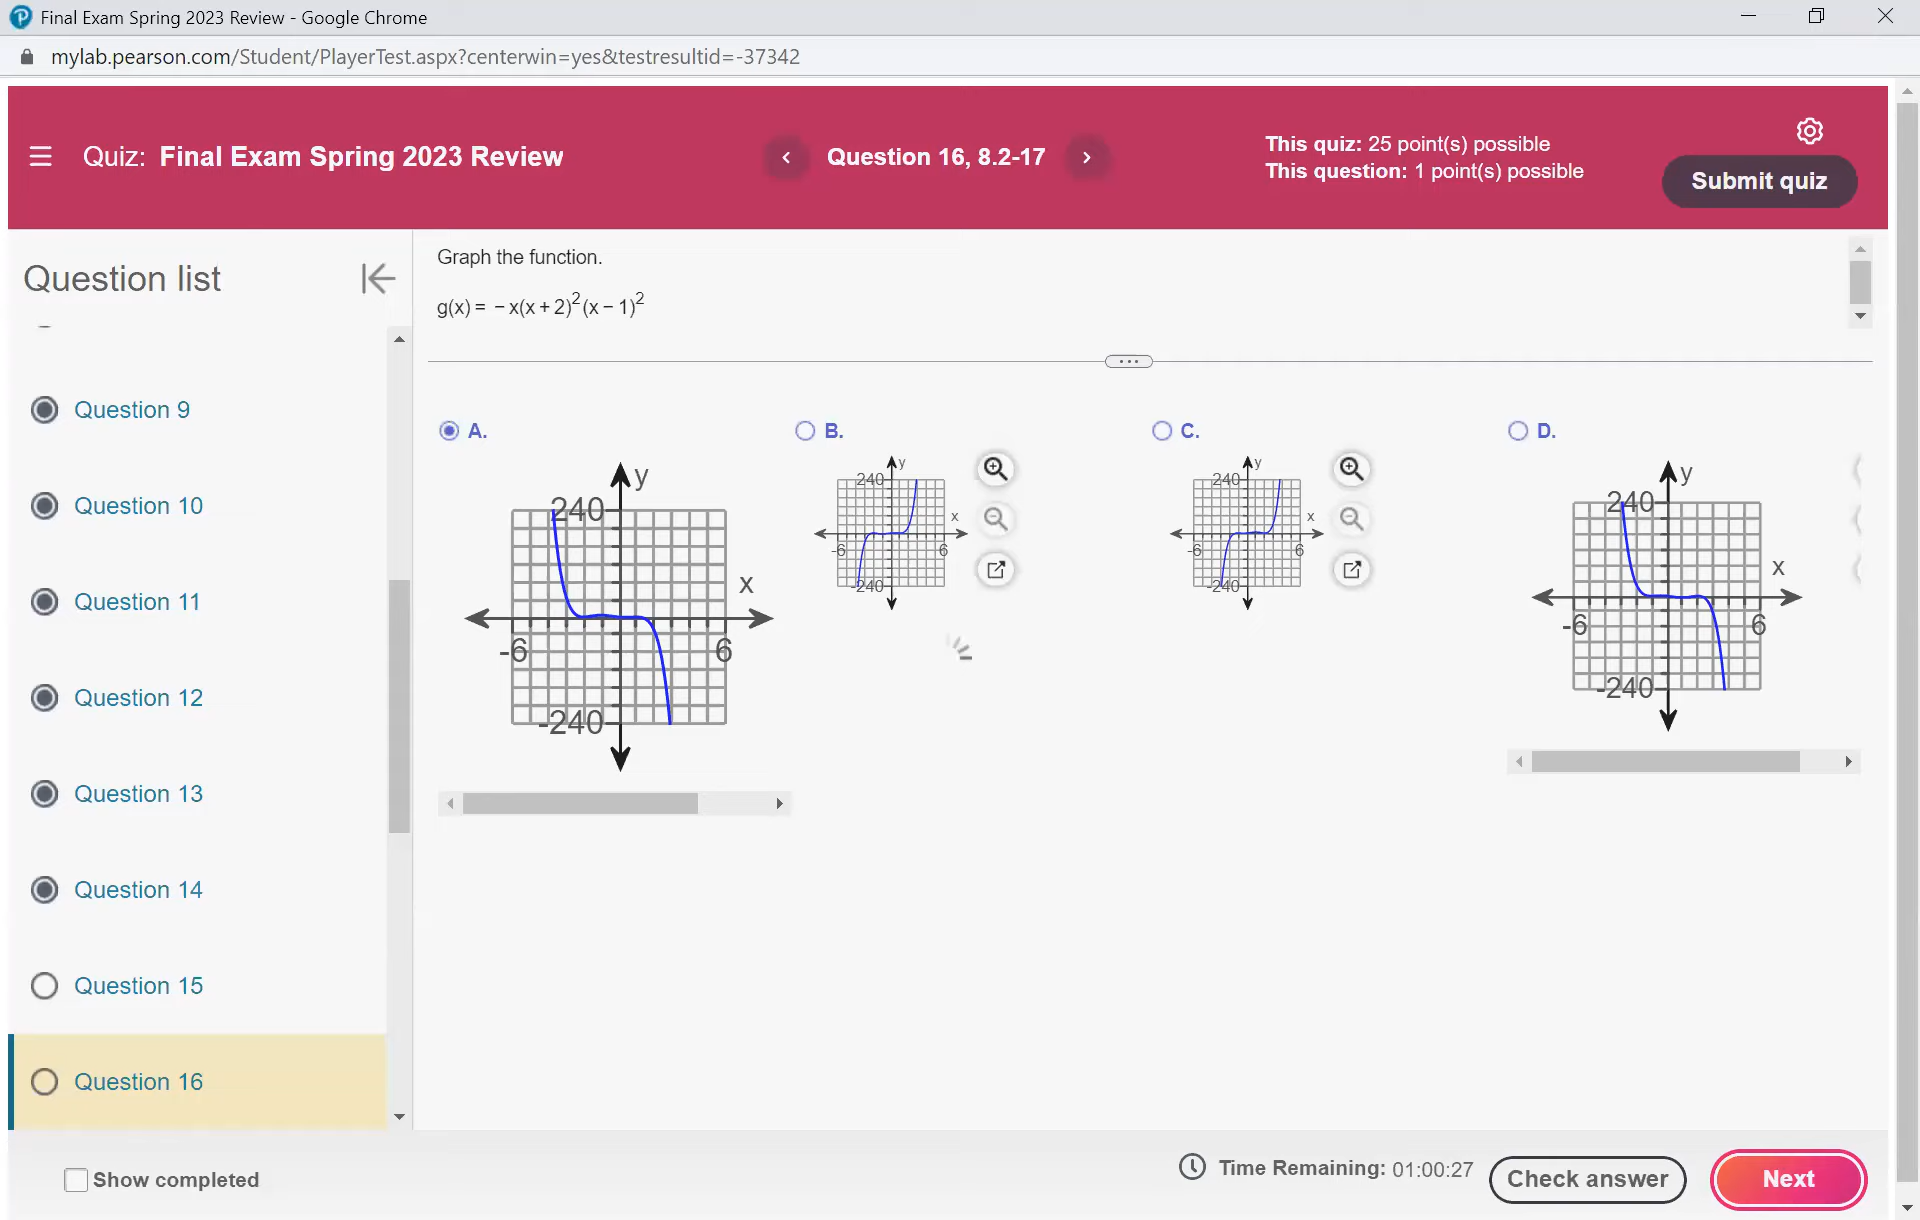 Final Exam Spring 2023 Review - Google Chrome
mylab.pearson.com/Student/PlayerTest.aspx?centerwin=yes&testresultid=-37342
Quiz: Final Exam Spring 2023 Review
Question 16, 8.2-17
This quiz: 25 point(s) possible
This question: 1 point(s) possible
Submit quiz
Question list
Question 9
Question 10
Question 11
Question 12
Question 13
Question 14
Question 15
Question 16
Graph the function.
g(x) = − x(x + 2)²(x − 1)²
A.
y
240
x
-6
6
-240
B.
y
240
x
-6
6
-240
C.
y
240
x
-6
6
-240
D.
y
240
x
-6
6
-240
Show completed
Time Remaining: 01:00:27
Check answer
Next